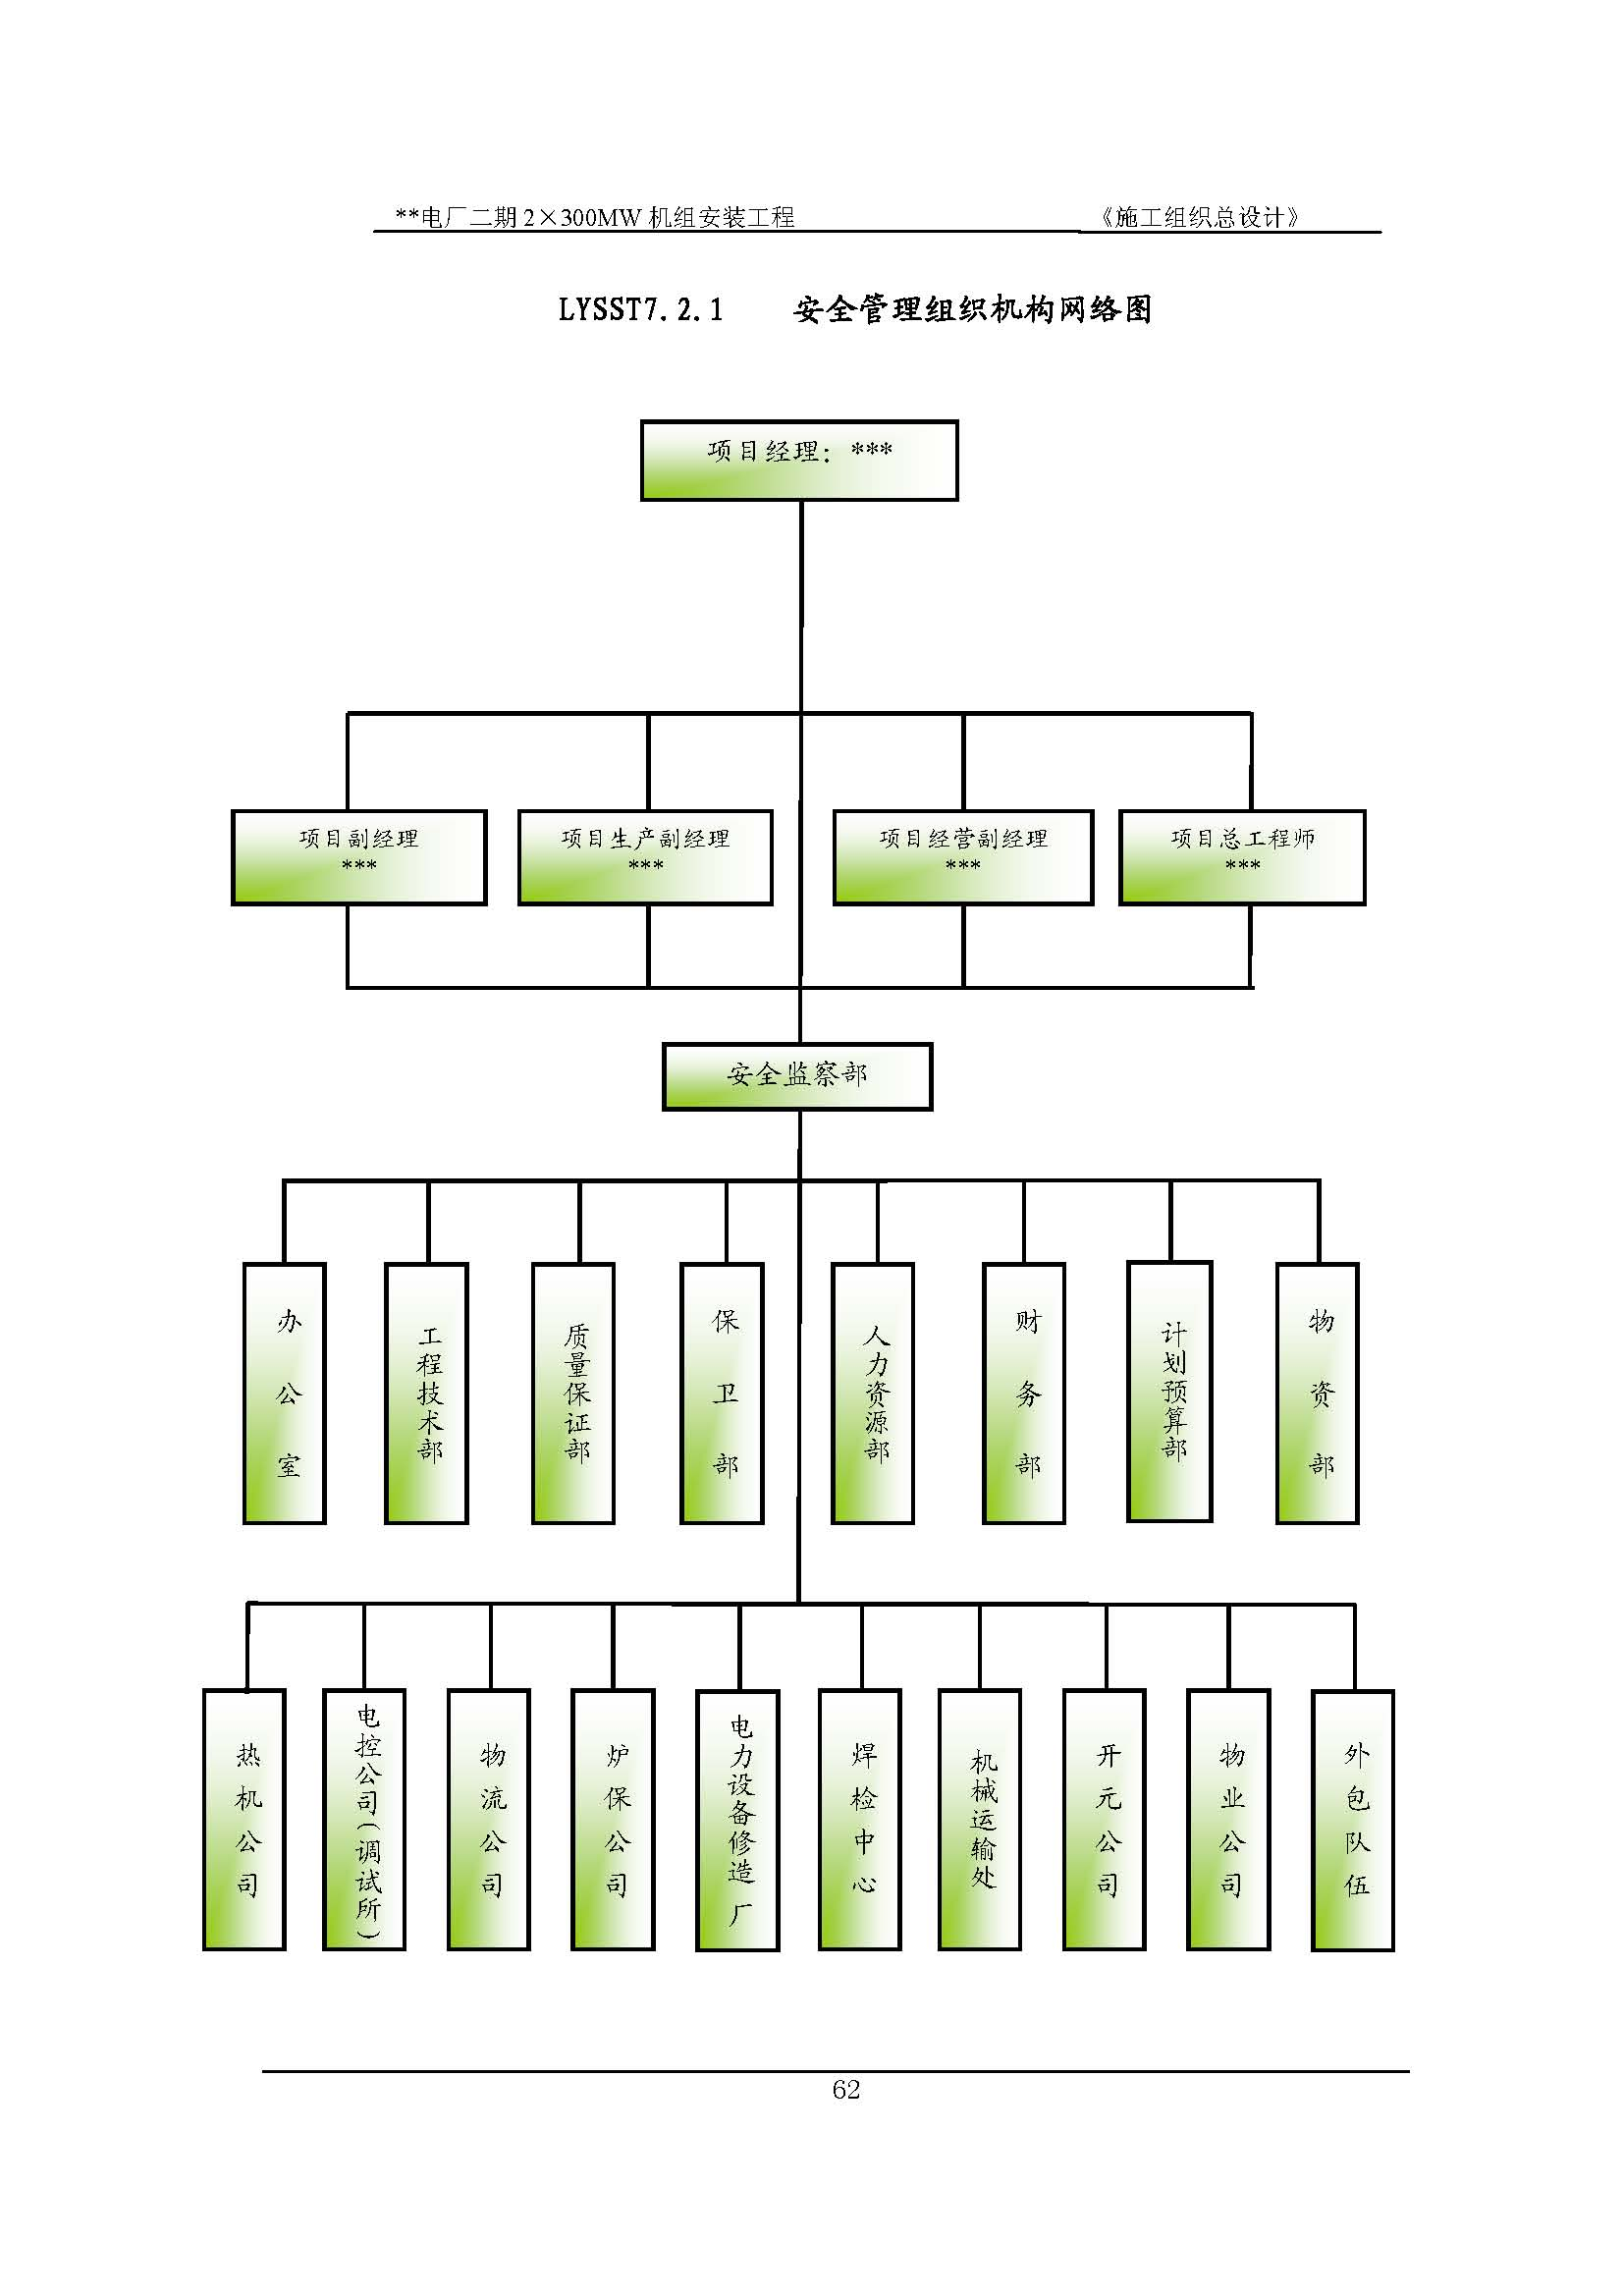 **电厂二期 2×300MW 机组安装工程 《施工组织总设计》
LYSST7.2.1 安全管理组织机构网络图
项目经理：***
项目副经理
***
项目生产副经理
***
项目经营副经理
***
项目总工程师
***
安全监察部
办公室
工程技术部
质量保证部
保卫部
人力资源部
财务部
计划预算部
物资部
热机公司
电控公司(调试所)
物流公司
炉保公司
电力设备修造厂
焊检中心
机械运输处
开元公司
物业公司
外包队伍
62